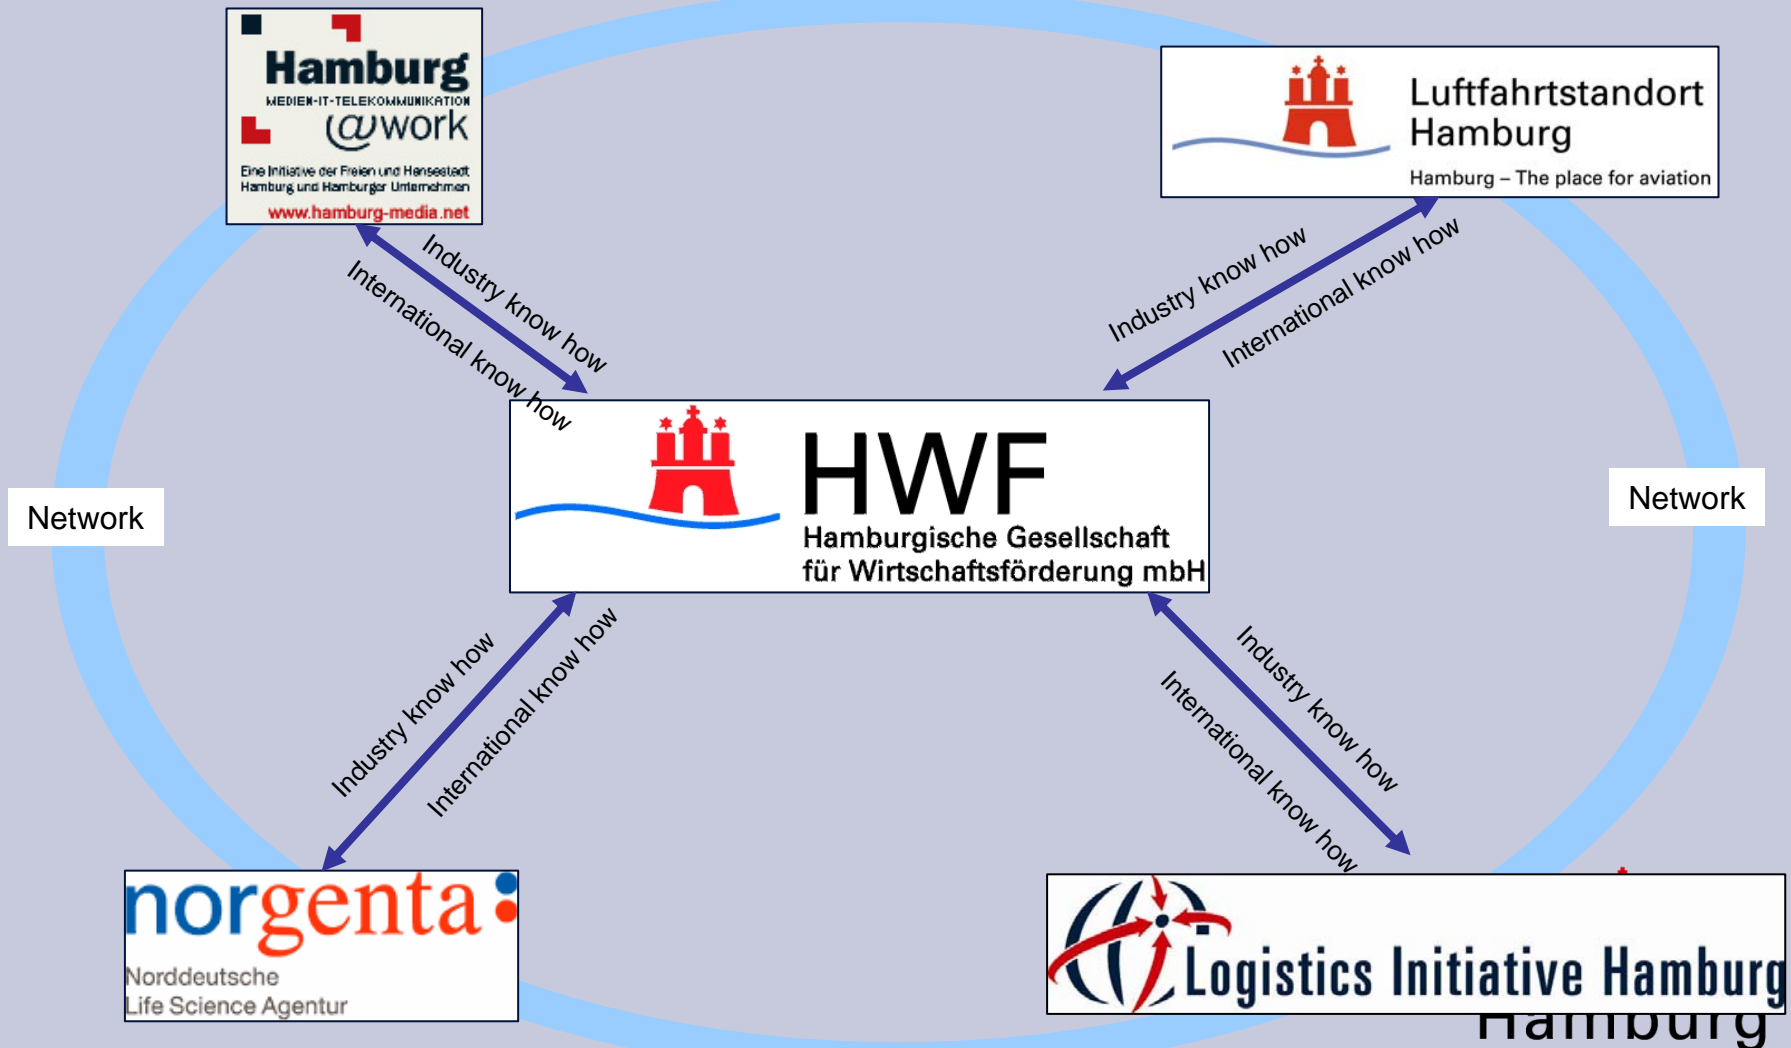 Hamburg
MEDIEN-IT-TELEKOMMUNIKATION
@work
Eine Initiative der Freien und Hansestadt
Hamburg und Hamburger Unternehmen
www.hamburg-media.net
Luftfahrtstandort
Hamburg
Hamburg – The place for aviation
Industry know how
International know how
Industry know how
International know how
HWF
Hamburgische Gesellschaft
für Wirtschaftsförderung mbH
Network
Network
Industry know how
International know how
Industry know how
International know how
norgenta
Norddeutsche
Life Science Agentur
Logistics Initiative Hamburg
Hamburg